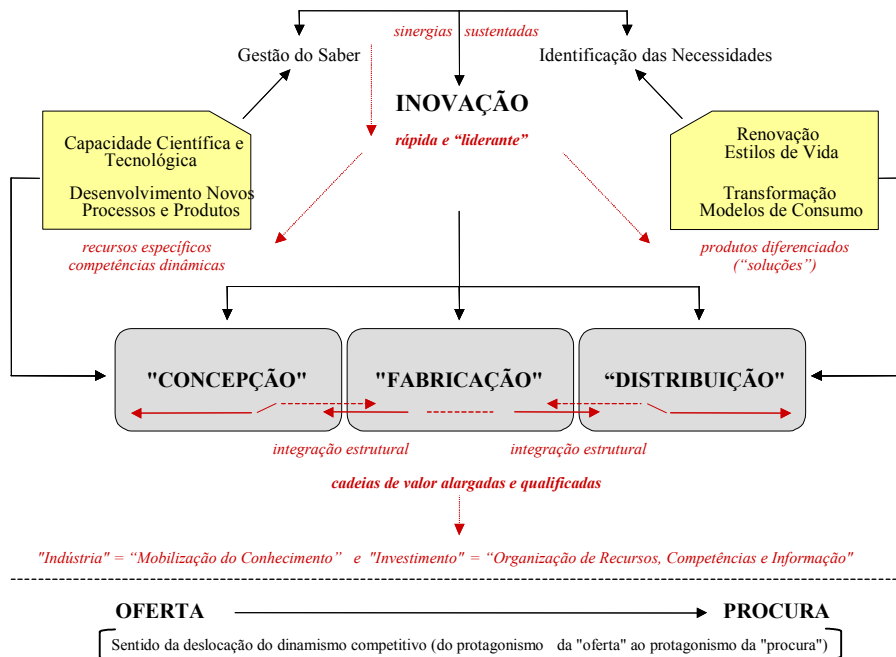 sinergias sustentadas
Gestão do Saber
Identificação das Necessidades
INOVAÇÃO
rápida e “liderante”
Capacidade Científica e
Tecnológica
Desenvolvimento Novos
Processos e Produtos
Renovação
Estilos de Vida
Transformação
Modelos de Consumo
recursos específicos
competências dinâmicas
produtos diferenciados
(“soluções”)
"CONCEPÇÃO"
"FABRICAÇÃO"
“DISTRIBUIÇÃO"
integração estrutural
integração estrutural
cadeias de valor alargadas e qualificadas
"Indústria" = “Mobilização do Conhecimento” e "Investimento" = “Organização de Recursos, Competências e Informação"
OFERTA
PROCURA
Sentido da deslocação do dinamismo competitivo (do protagonismo da "oferta" ao protagonismo da "procura")